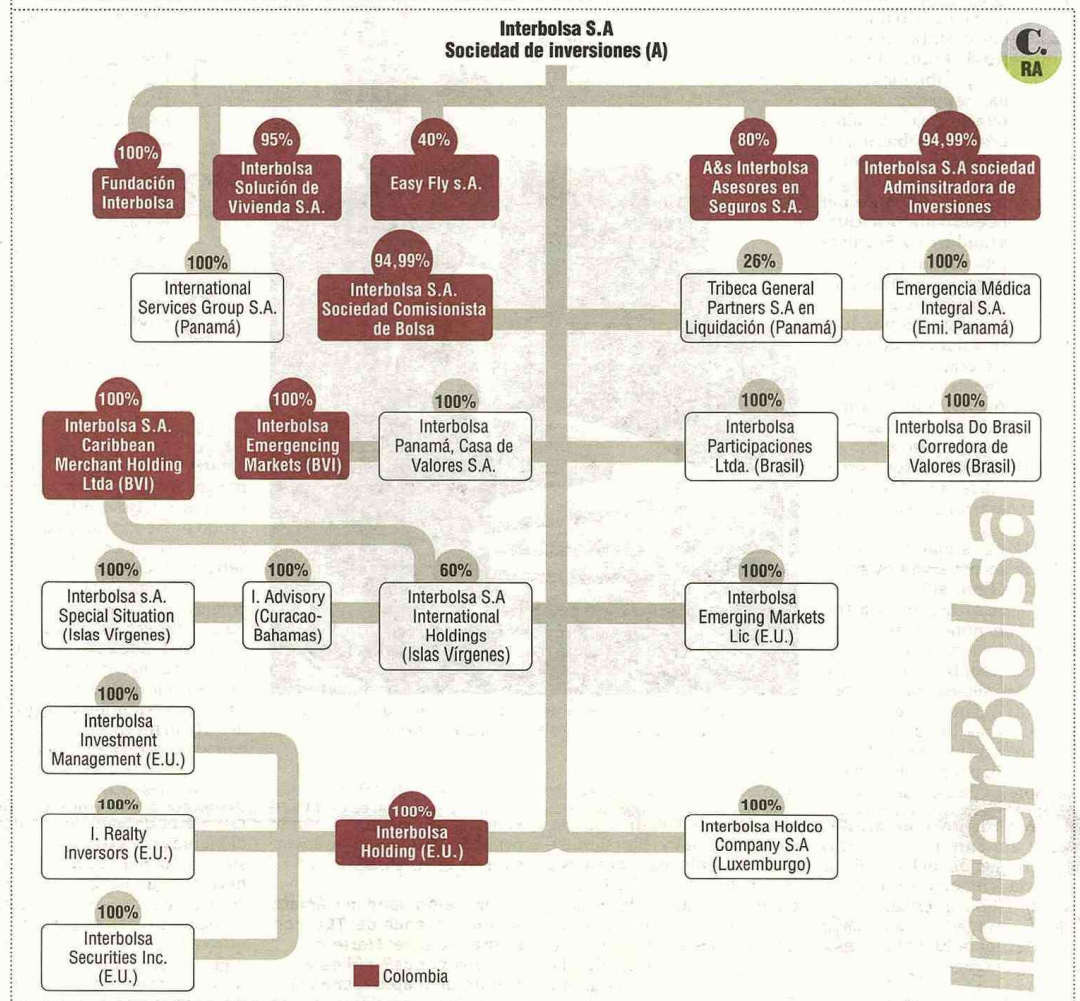 Interbolsa S.A
Sociedad de inversiones (A)
C.
RA
100%
Fundación
Interbolsa
95%
Interbolsa
Solución de
Vivienda S.A.
40%
Easy Fly s.A.
80%
A&s Interbolsa
Asesores en
Seguros S.A.
94,99%
Interbolsa S.A sociedad
Adminsitradora de
Inversiones
100%
International
Services Group S.A.
(Panamá)
94,99%
Interbolsa S.A.
Sociedad Comisionista
de Bolsa
26%
Tribeca General
Partners S.A en
Liquidación (Panamá)
100%
Emergencia Médica
Integral S.A.
(Emi. Panamá)
100%
Interbolsa S.A.
Caribbean
Merchant Holding
Ltda (BVI)
100%
Interbolsa
Emergencing
Markets (BVI)
100%
Interbolsa
Panamá, Casa de
Valores S.A.
100%
Interbolsa
Participaciones
Ltda. (Brasil)
100%
Interbolsa Do Brasil
Corredora de
Valores (Brasil)
100%
Interbolsa s.A.
Special Situation
(Islas Vírgenes)
100%
I. Advisory
(Curacao-
Bahamas)
60%
Interbolsa S.A
International
Holdings
(Islas Vírgenes)
100%
Interbolsa
Emerging Markets
Lic (E.U.)
100%
Interbolsa
Investment
Management (E.U.)
100%
I. Realty
Inversors (E.U.)
100%
Interbolsa
Securities Inc.
(E.U.)
100%
Interbolsa
Holding (E.U.)
100%
Interbolsa Holdco
Company S.A
(Luxemburgo)
Colombia
InterBolsa